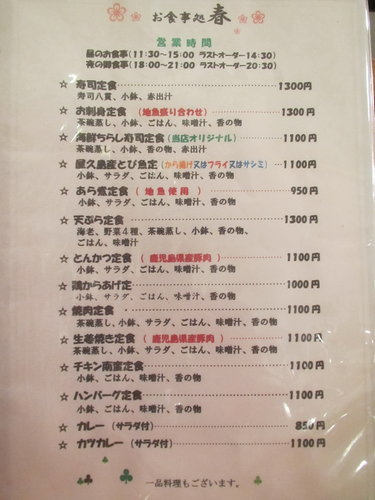 お食事処 春
営業時間
昼のお食事(11:30～15:00 ラストオーダー14:30)
夜の御食事(18:00～21:00 ラストオーダー20:30)
☆ 寿司定食 1300円
寿司八貫、小鉢、赤出汁
☆ お刺身定食 (地魚張り合わせ) 1300円
茶碗蒸し、小鉢、ごはん、味噌汁、香の物
☆ 海鮮ちらし寿司定食(当店オリジナル) 1100円
茶碗蒸し、小鉢、味噌汁、香の物
☆ 屋久島産とび魚定(から揚げ又はフライ又はサシミ) 1100円
小鉢、サラダ、ごはん、味噌汁、香の物
☆ あら煮定食 (地魚使用) 950円
小鉢、サラダ、ごはん、味噌汁、香の物
☆ 天ぷら定食 1300円
海老、野菜4種、茶碗蒸し、小鉢、香の物、
ごはん、味噌汁
☆ とんかつ定食 (鹿児島県産豚肉) 1100円
小鉢、サラダ、ごはん、味噌汁、香の物
☆ 鶏からあげ定 1000円
小鉢、サラダ、ごはん、味噌汁、香の物
☆ 焼肉定食 1100円
茶碗蒸し、小鉢、サラダ、ごはん、味噌汁、香の物
☆ 生姜焼き定食 (鹿児島県産豚肉) 1100円
茶碗蒸し、小鉢、サラダ、ごはん、味噌汁、香の物
☆ チキン南蛮定食 1100円
小鉢、ごはん、味噌汁、香の物
☆ ハンバーグ定食 1100円
小鉢、ごはん、味噌汁、香の物
☆ カレー (サラダ付) 850円
☆ カツカレー (サラダ付) 1100円
一品料理もございます。